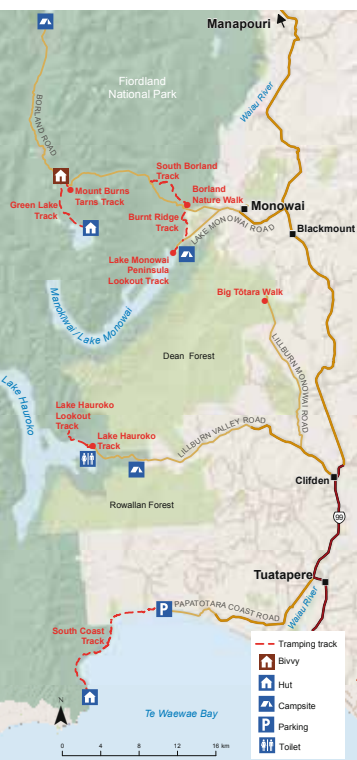 Manapouri
Fiordland
National Park
Waiau River
BORLAND ROAD
South Borland
Track
Mount Burns
Tarns Track
Borland
Nature Walk
Green Lake
Track
Burnt Ridge
Track
Monowai
LAKE MONOWAI ROAD
Blackmount
Lake Monowai
Peninsula
Lookout Track
Manokiwai / Lake Monowai
Big Tōtara Walk
Dean Forest
LILLBURN MONOWAI ROAD
Lake Hauroko
Lake Hauroko
Lookout
Track
Lake Hauroko
Track
LILLBURN VALLEY ROAD
Clifden
Rowallan Forest
99
Tuatapere
PAPATOTARA COAST ROAD
Waiau River
South Coast
Track
Te Waewae Bay
N
0 4 8 12 16 km
Tramping track
Bivvy
Hut
Campsite
P Parking
Toilet
P